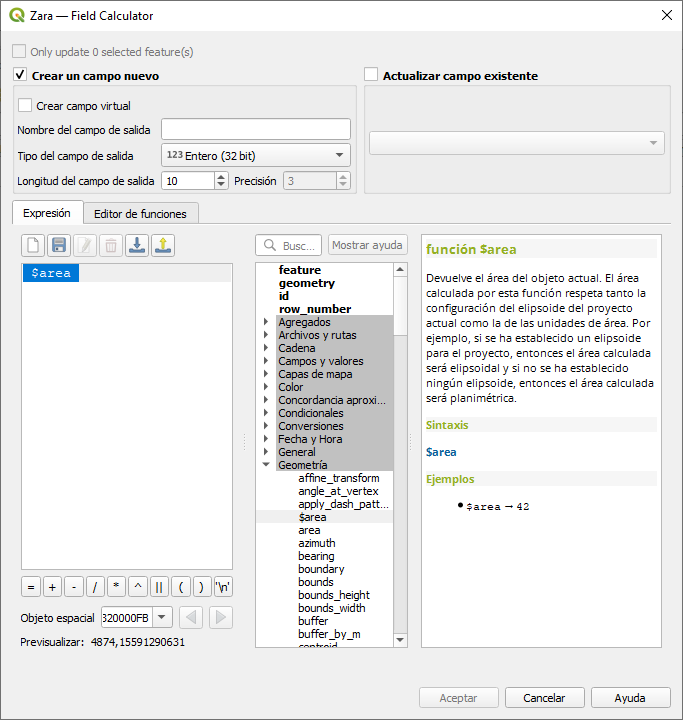 Zara — Field Calculator
Only update 0 selected feature(s)
Crear un campo nuevo
Actualizar campo existente
Crear campo virtual
Nombre del campo de salida
Tipo del campo de salida
123 Entero (32 bit)
Longitud del campo de salida
10
Precisión
3
Expresión
Editor de funciones
Busc...
Mostrar ayuda
$area
= + - / * ^ || ( ) '\n'
Objeto espacial
320000FB
Previsualizar: 4874,15591290631
feature
geometry
id
row_number
Agregados
Archivos y rutas
Cadena
Campos y valores
Capas de mapa
Color
Concordancia aproxi...
Condicionales
Conversiones
Fecha y Hora
General
Geometría
affine_transform
angle_at_vertex
apply_dash_patt...
$area
area
azimuth
bearing
boundary
bounds
bounds_height
bounds_width
buffer
buffer_by_m
centroid
función $area
Devuelve el área del objeto actual. El área
calculada por esta función respeta tanto la
configuración del elipsoide del proyecto
actual como la de las unidades de área. Por
ejemplo, si se ha establecido un elipsoide
para el proyecto, entonces el área calculada
será elipsoidal y si no se ha establecido
ningún elipsoide, entonces el área calculada
será planimétrica.
Sintaxis
$area
Ejemplos
• $area → 42
Aceptar
Cancelar
Ayuda